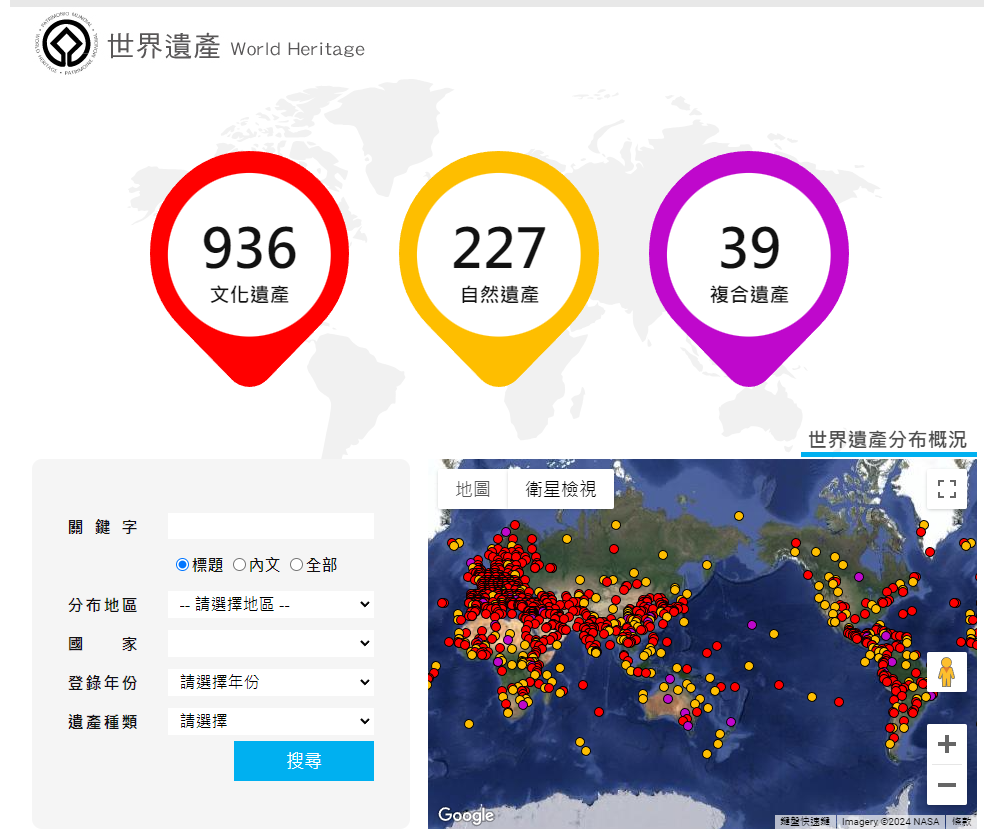 世界遺產 World Heritage
936
文化遺產
227
自然遺產
39
複合遺產
世界遺產分布概況
關鍵字
標題 內文 全部
分布地區 -- 請選擇地區 --
國家
登錄年份 請選擇年份
遺產種類 請選擇
搜尋
地圖 衛星檢視
Google
鍵盤快速鍵 Imagery ©2024 NASA 條款